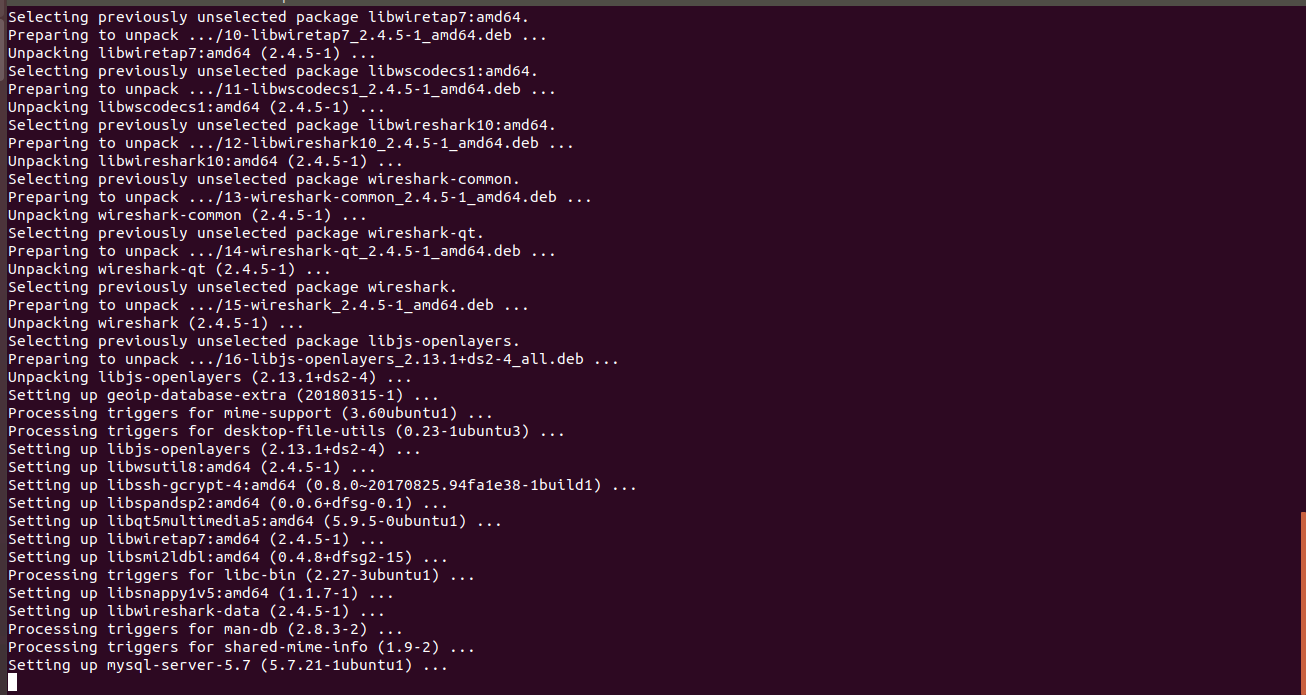 Selecting previously unselected package libwiretap7:amd64.
Preparing to unpack .../10-libwiretap7_2.4.5-1_amd64.deb ...
Unpacking libwiretap7:amd64 (2.4.5-1) ...
Selecting previously unselected package libwscodecs1:amd64.
Preparing to unpack .../11-libwscodecs1_2.4.5-1_amd64.deb ...
Unpacking libwscodecs1:amd64 (2.4.5-1) ...
Selecting previously unselected package libwireshark10:amd64.
Preparing to unpack .../12-libwireshark10_2.4.5-1_amd64.deb ...
Unpacking libwireshark10:amd64 (2.4.5-1) ...
Selecting previously unselected package wireshark-common.
Preparing to unpack .../13-wireshark-common_2.4.5-1_amd64.deb ...
Unpacking wireshark-common (2.4.5-1) ...
Selecting previously unselected package wireshark-qt.
Preparing to unpack .../14-wireshark-qt_2.4.5-1_amd64.deb ...
Unpacking wireshark-qt (2.4.5-1) ...
Selecting previously unselected package wireshark.
Preparing to unpack .../15-wireshark_2.4.5-1_amd64.deb ...
Unpacking wireshark (2.4.5-1) ...
Selecting previously unselected package libjs-openlayers.
Preparing to unpack .../16-libjs-openlayers_2.13.1+ds2-4_all.deb ...
Unpacking libjs-openlayers (2.13.1+ds2-4) ...
Setting up geoip-database-extra (20180315-1) ...
Processing triggers for mime-support (3.60ubuntu1) ...
Processing triggers for desktop-file-utils (0.23-1ubuntu3) ...
Setting up libjs-openlayers (2.13.1+ds2-4) ...
Setting up libwsutil8:amd64 (2.4.5-1) ...
Setting up libssh-gcrypt-4:amd64 (0.8.0~20170825.94fa1e38-1build1) ...
Setting up libspandsp2:amd64 (0.0.6+dfsg-0.1) ...
Setting up libqt5multimedia5:amd64 (5.9.5-0ubuntu1) ...
Setting up libwiretap7:amd64 (2.4.5-1) ...
Setting up libsmi2ldbl:amd64 (0.4.8+dfsg2-15) ...
Processing triggers for libc-bin (2.27-3ubuntu1) ...
Setting up libsnappy1v5:amd64 (1.1.7-1) ...
Setting up libwireshark-data (2.4.5-1) ...
Processing triggers for man-db (2.8.3-2) ...
Processing triggers for shared-mime-info (1.9-2) ...
Setting up mysql-server-5.7 (5.7.21-1ubuntu1) ...